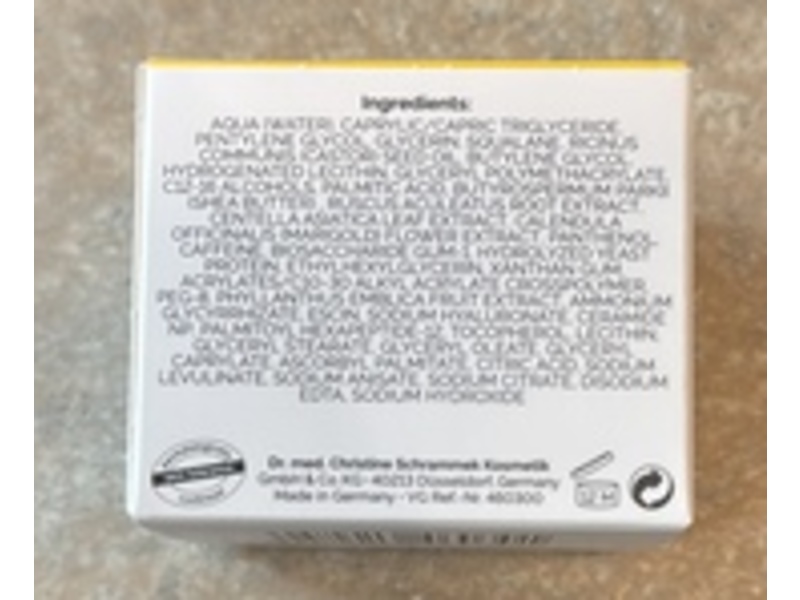 Ingredients:
AQUA (WATER), CAPRYLIC/CAPRIC TRIGLYCERIDE,
PENTYLENE GLYCOL, GLYCERIN, SQUALANE, RICINUS
COMMUNIS (CASTOR) SEED OIL, BUTYLENE GLYCOL,
HYDROGENATED LECITHIN, GLYCERYL POLYMETHACRYLATE,
C12-16 ALCOHOLS, PALMITIC ACID, BUTYROSPERMUM PARKII
(SHEA BUTTER), RUSCUS ACULEATUS ROOT EXTRACT,
CENTELLA ASIATICA LEAF EXTRACT, CALENDULA
OFFICINALIS (MARIGOLD) FLOWER EXTRACT, PANTHENOL,
CAFFEINE, BIOSACCHARIDE GUM-1, HYDROLYZED YEAST
PROTEIN, ETHYLHEXYLGLYCERIN, XANTHAN GUM,
ACRYLATES/C10-30 ALKYL ACRYLATE CROSSPOLYMER,
PEG-8, PHYLLANTHUS EMBLICA FRUIT EXTRACT, AMMONIUM
GLYCYRRHIZATE, ESCIN, SODIUM HYALURONATE, CERAMIDE
NP, PALMITOYL HEXAPEPTIDE-12, TOCOPHEROL, LECITHIN,
GLYCERYL STEARATE, GLYCERYL OLEATE, GLYCERYL
CAPRYLATE, ASCORBYL PALMITATE, CITRIC ACID, SODIUM
LEVULINATE, SODIUM ANISATE, SODIUM CITRATE, DISODIUM
EDTA, SODIUM HYDROXIDE
Dr. med. Christine Schrammek Kosmetik
GmbH & Co. KG · 40213 Düsseldorf, Germany
Made in Germany · VG Ref.-Nr. 460300
12 M